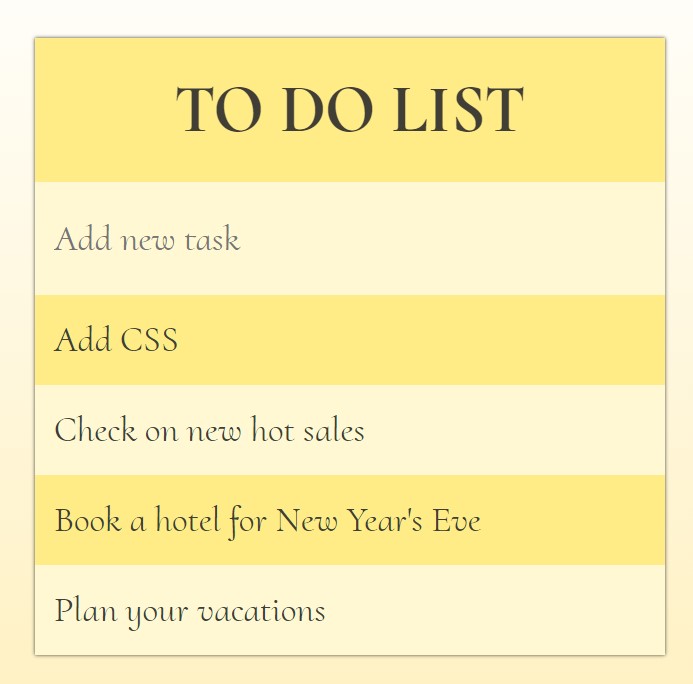 TO DO LIST
Add new task
Add CSS
Check on new hot sales
Book a hotel for New Year's Eve
Plan your vacations